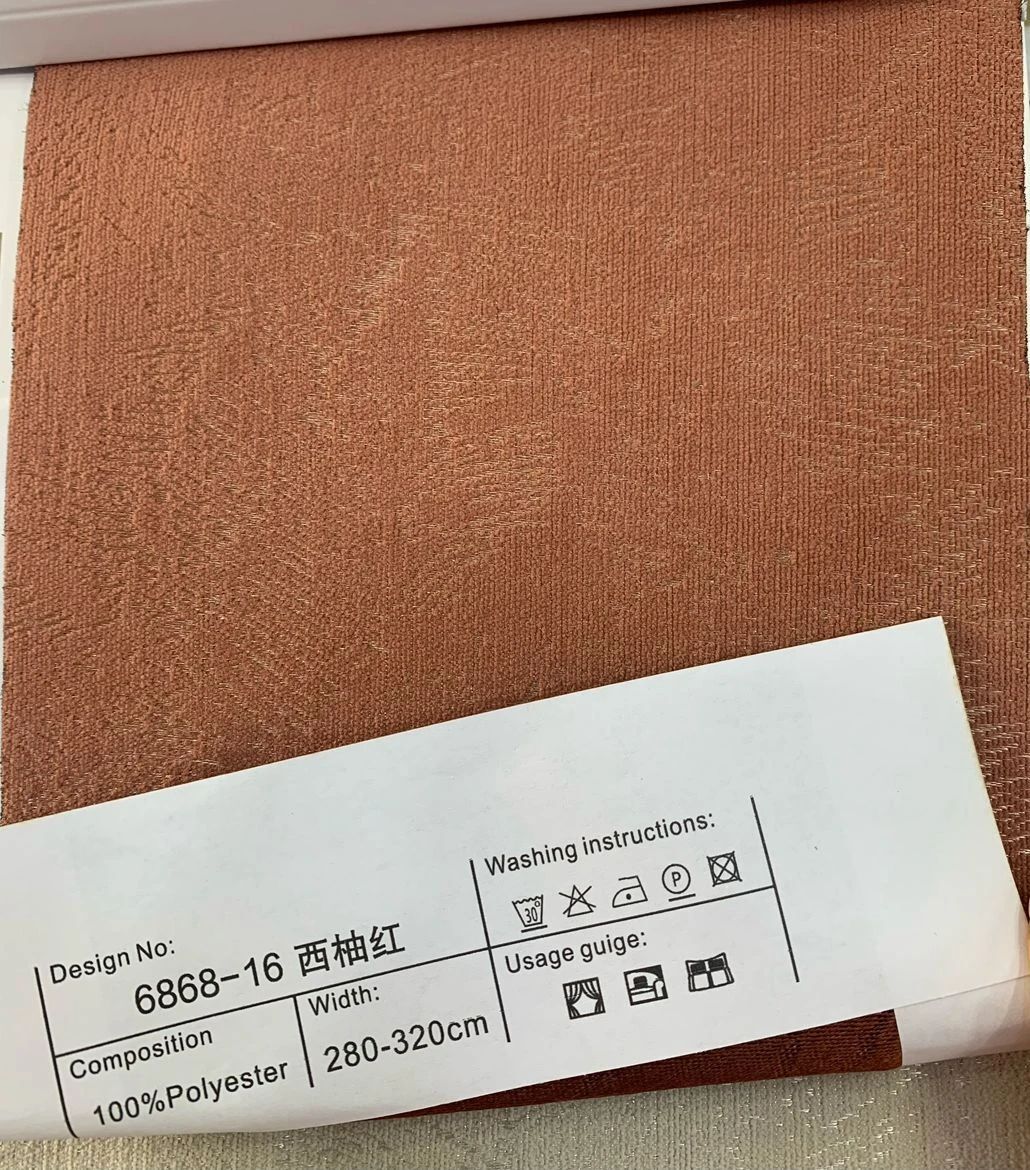 Design No:
6868-16 西柚红
Composition
100%Polyester
Width:
280-320cm
Washing instructions:
30°
P
Usage guige: